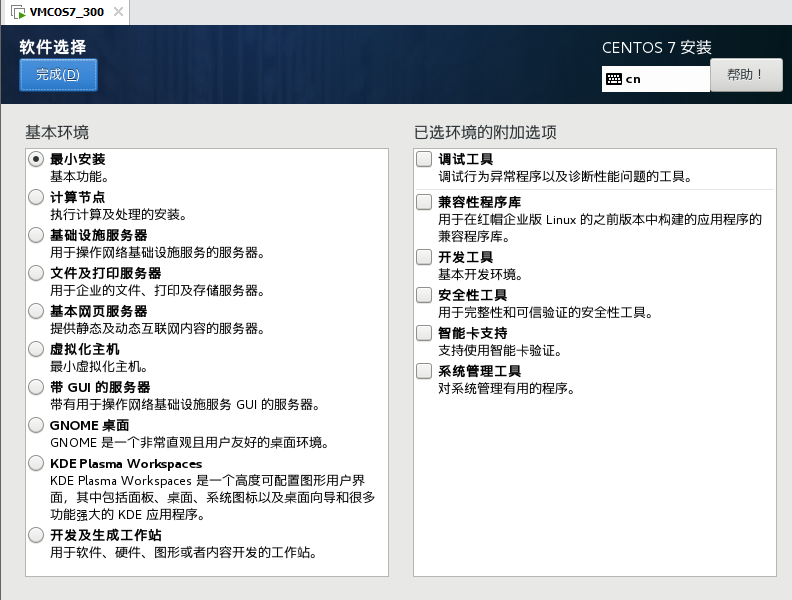 VMCOS7_300
软件选择
CENTOS 7 安装
完成(D)
cn
帮助！
基本环境
最小安装
基本功能。
计算节点
执行计算及处理的安装。
基础设施服务器
用于操作网络基础设施服务的服务器。
文件及打印服务器
用于企业的文件、打印及存储服务器。
基本网页服务器
提供静态及动态互联网内容的服务器。
虚拟化主机
最小虚拟化主机。
带 GUI 的服务器
带有用于操作网络基础设施服务 GUI 的服务器。
GNOME 桌面
GNOME 是一个非常直观且用户友好的桌面环境。
KDE Plasma Workspaces
KDE Plasma Workspaces 是一个高度可配置图形用户界
面，其中包括面板、桌面、系统图标以及桌面向导和很多
功能强大的 KDE 应用程序。
开发及生成工作站
用于软件、硬件、图形或者内容开发的工作站。
已选环境的附加选项
调试工具
调试行为异常程序以及诊断性能问题的工具。
兼容性程序库
用于在红帽企业版 Linux 的之前版本中构建的应用程序的
兼容程序库。
开发工具
基本开发环境。
安全性工具
用于完整性和可信验证的安全性工具。
智能卡支持
支持使用智能卡验证。
系统管理工具
对系统管理有用的程序。